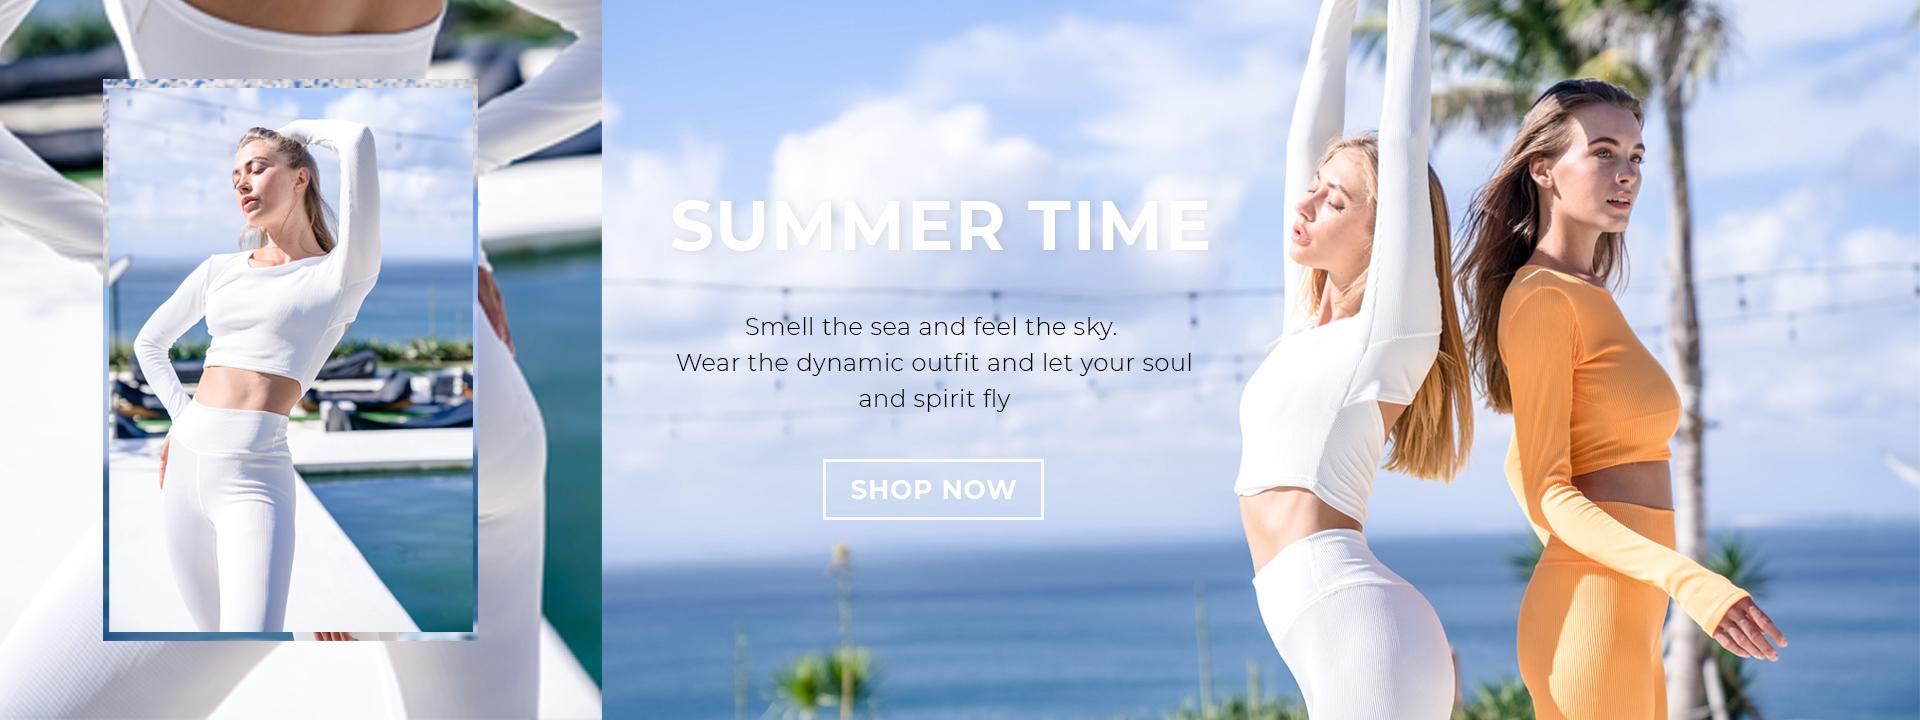 SUMMER TIME
Smell the sea and feel the sky.
Wear the dynamic outfit and let your soul
and spirit fly
SHOP NOW